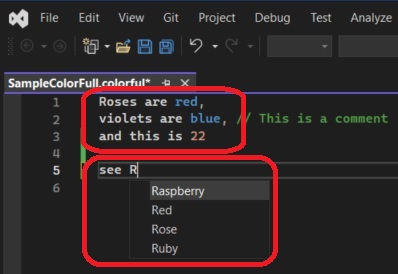 File Edit View Git Project Debug Test Analyze
SampleColorFull.colorful*
1 Roses are red,
2 violets are blue, // This is a comment
3 and this is 22
4
5 see R
6
Raspberry
Red
Rose
Ruby